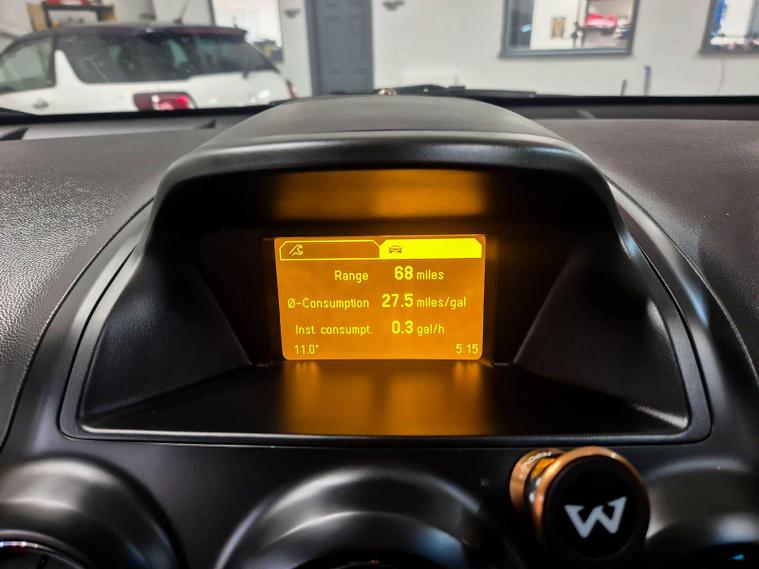 Range 68 miles
Ø-Consumption 27.5 miles/gal
Inst. consumpt. 0.3 gal/h
11.0° 5:15
W